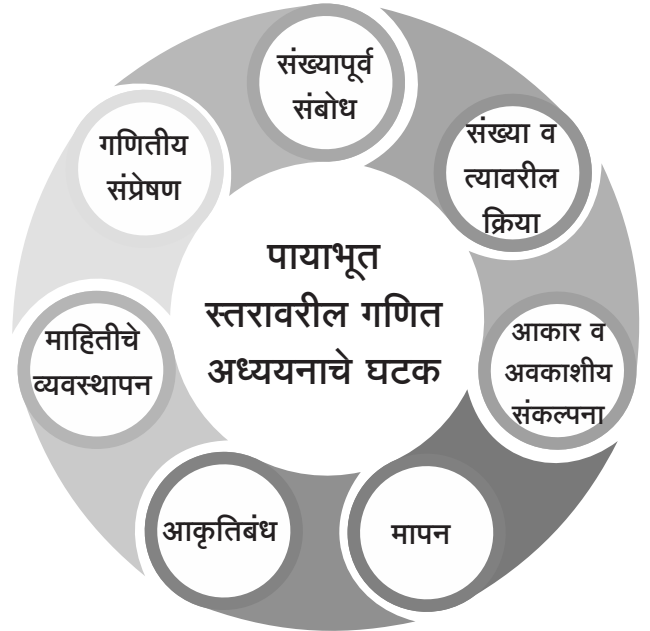 पायाभूत
स्तरावरील गणित
अध्ययनाचे घटक
संख्यापूर्व
संबोध
संख्या व
त्यावरील
क्रिया
आकार व
अवकाशीय
संकल्पना
मापन
आकृतिबंध
माहितीचे
व्यवस्थापन
गणितीय
संप्रेषण